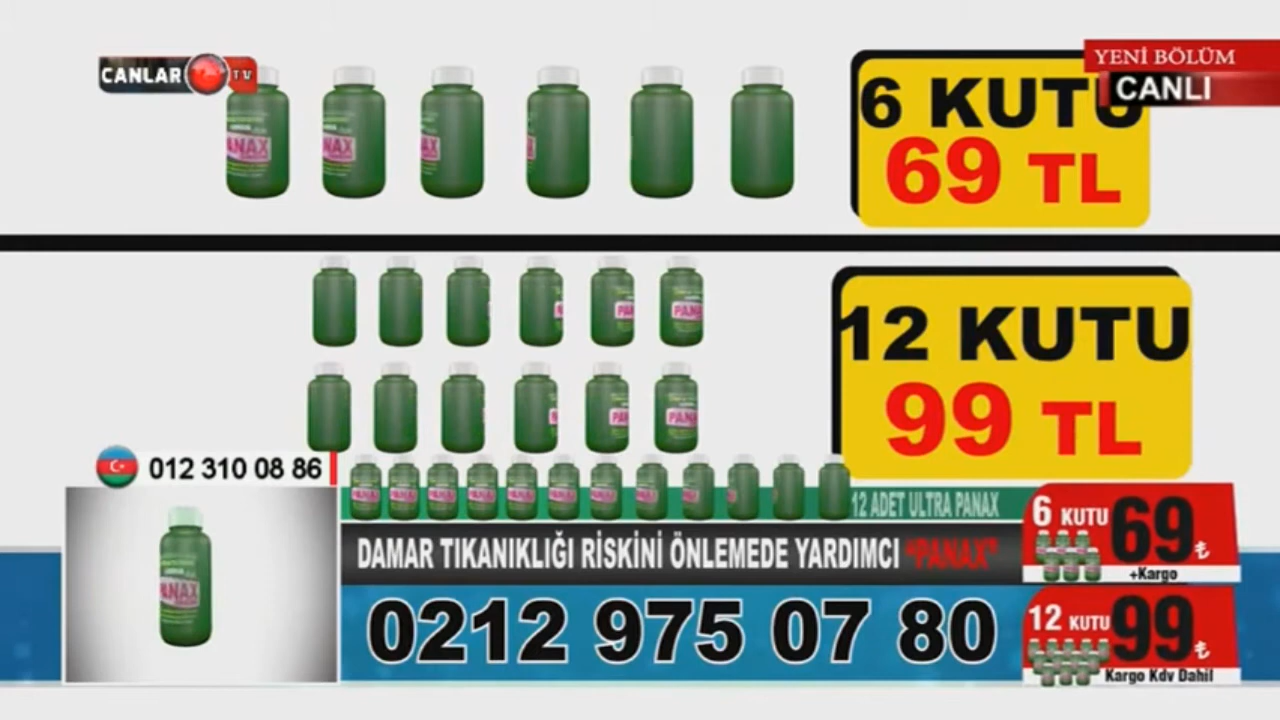 CANLAR TV
YENİ BÖLÜM
CANLI
6 KUTU
69 TL
12 KUTU
99 TL
012 310 08 86
PANAX
12 ADET ULTRA PANAX
DAMAR TIKANIKLIĞI RİSKİNİ ÖNLEMEDE YARDIMCI "PANAX"
0212 975 07 80
6 KUTU 69 ₺
+Kargo
12 KUTU 99 ₺
Kargo Kdv Dahil